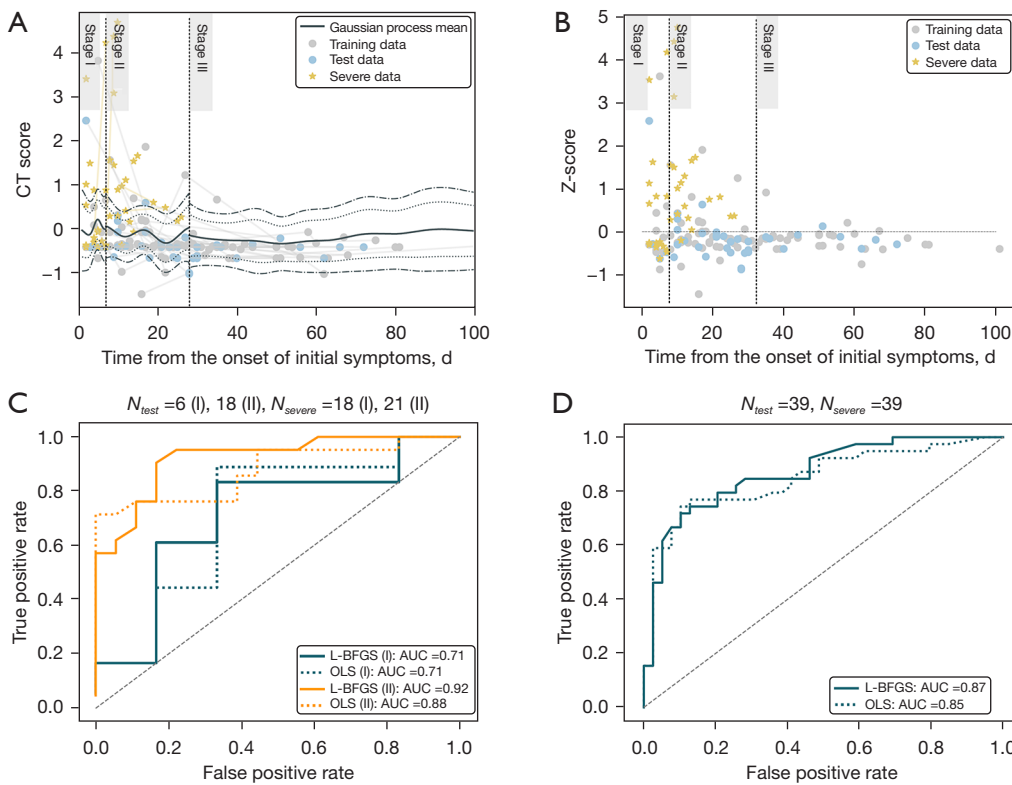 A
4
3
2
1
0
−1
CT score
Stage I
Stage II
Stage III
Gaussian process mean
Training data
Test data
Severe data
0 20 40 60 80 100
Time from the onset of initial symptoms, d
B
5
4
3
2
1
0
−1
Z-score
Stage I
Stage II
Stage III
Training data
Test data
Severe data
0 20 40 60 80 100
Time from the onset of initial symptoms, d
C
N_test =6 (I), 18 (II), N_severe =18 (I), 21 (II)
1.0
0.8
0.6
0.4
0.2
0.0
True positive rate
L-BFGS (I): AUC =0.71
OLS (I): AUC =0.71
L-BFGS (II): AUC =0.92
OLS (II): AUC =0.88
0.0 0.2 0.4 0.6 0.8 1.0
False positive rate
D
N_test =39, N_severe =39
1.0
0.8
0.6
0.4
0.2
0.0
True positive rate
L-BFGS: AUC =0.87
OLS: AUC =0.85
0.0 0.2 0.4 0.6 0.8 1.0
False positive rate